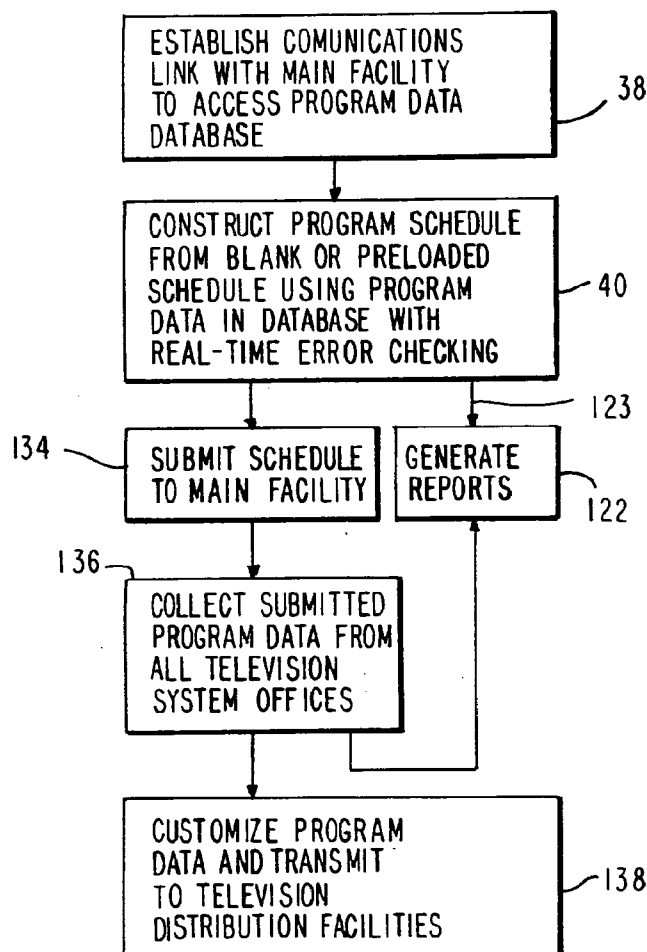 ESTABLISH COMUNICATIONS
LINK WITH MAIN FACILITY
TO ACCESS PROGRAM DATA
DATABASE
38
CONSTRUCT PROGRAM SCHEDULE
FROM BLANK OR PRELOADED
SCHEDULE USING PROGRAM
DATA IN DATABASE WITH
REAL-TIME ERROR CHECKING
40
123
134
SUBMIT SCHEDULE
TO MAIN FACILITY
GENERATE
REPORTS
122
136
COLLECT SUBMITTED
PROGRAM DATA FROM
ALL TELEVISION
SYSTEM OFFICES
CUSTOMIZE PROGRAM
DATA AND TRANSMIT
TO TELEVISION
DISTRIBUTION FACILITIES
138